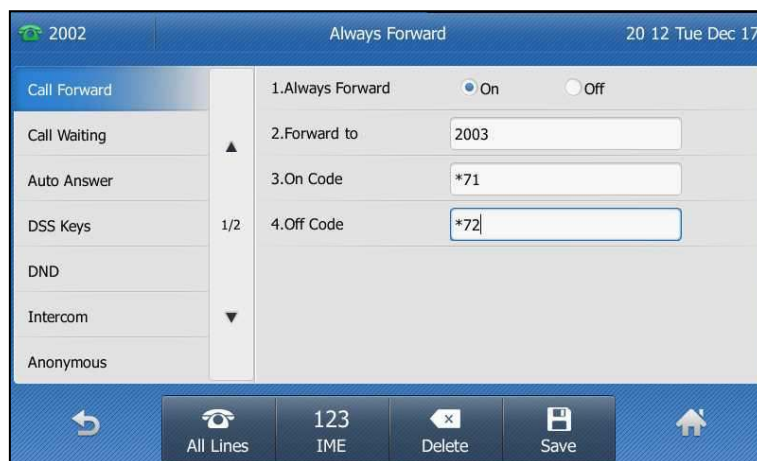 2002 Always Forward 20 12 Tue Dec 17
Call Forward
Call Waiting
Auto Answer
DSS Keys
DND
Intercom
Anonymous
1/2
1.Always Forward On Off
2.Forward to 2003
3.On Code *71
4.Off Code *72
All Lines
123
IME
Delete
Save